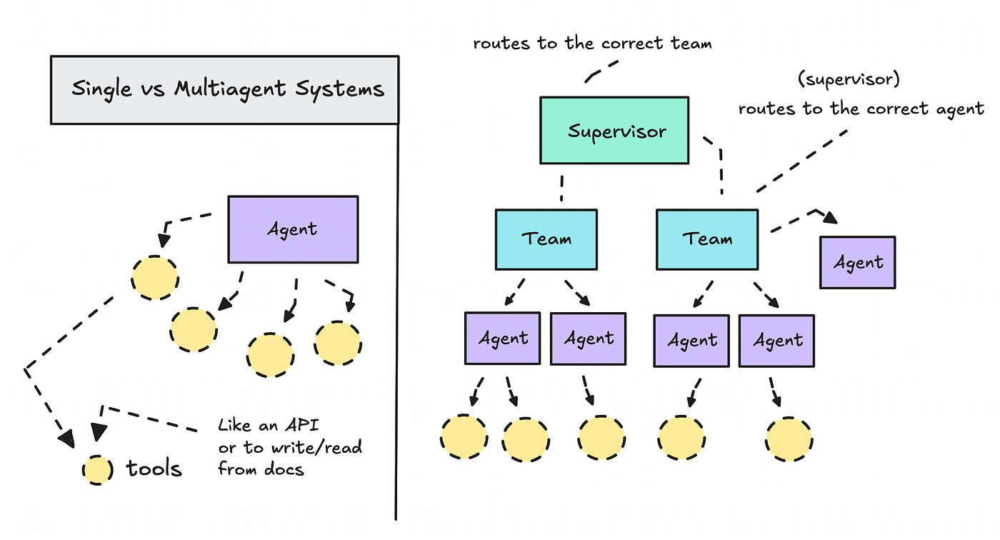 Single vs Multiagent Systems
Agent
tools
Like an API
or to write/read
from docs
routes to the correct team
(supervisor)
routes to the correct agent
Supervisor
Team
Team
Agent
Agent
Agent
Agent
Agent